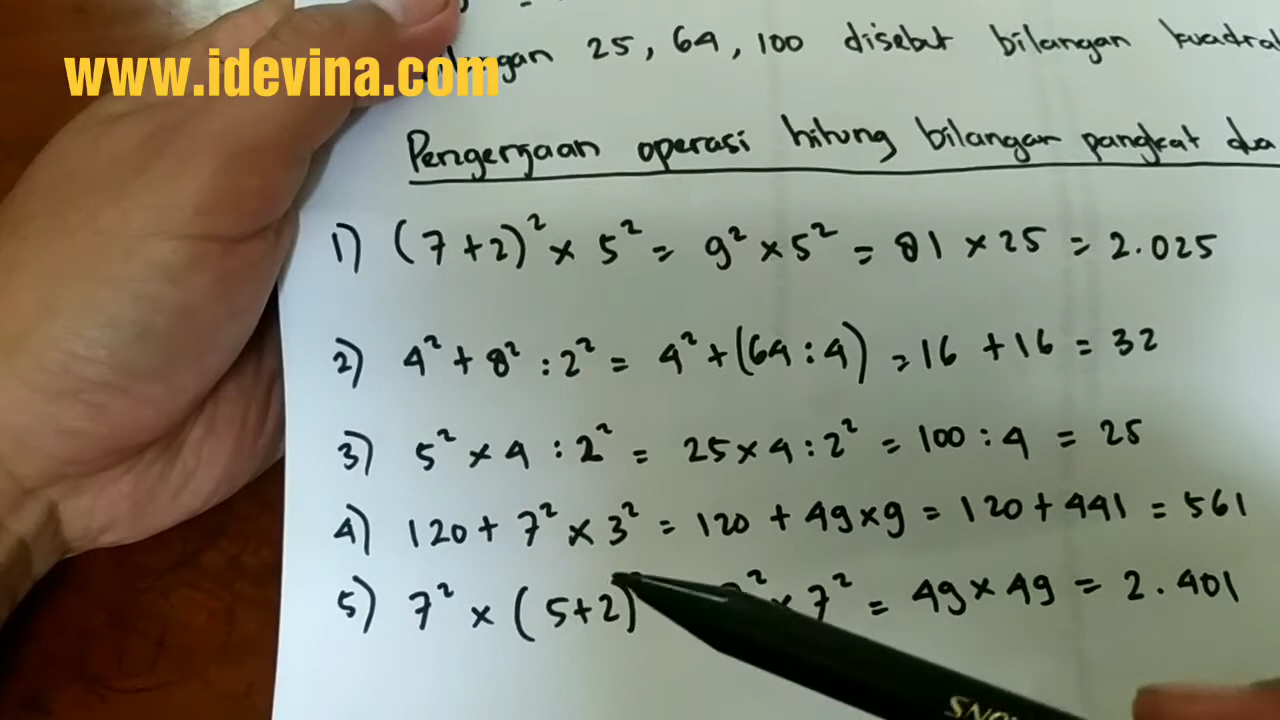 www.idevina.com
25, 64, 100 disebut bilangan kuadrat
Pengerjaan operasi hitung bilangan pangkat dua
1) (7+2)² × 5² = 9² × 5² = 81 × 25 = 2.025
2) 4² + 8² : 2² = 4² + (64 : 4) = 16 + 16 = 32
3) 5² × 4 : 2² = 25 × 4 : 2² = 100 : 4 = 25
4) 120 + 7² × 3² = 120 + 49 × 9 = 120 + 441 = 561
5) 7² × (5+2) × 7² = 49 × 49 = 2.401